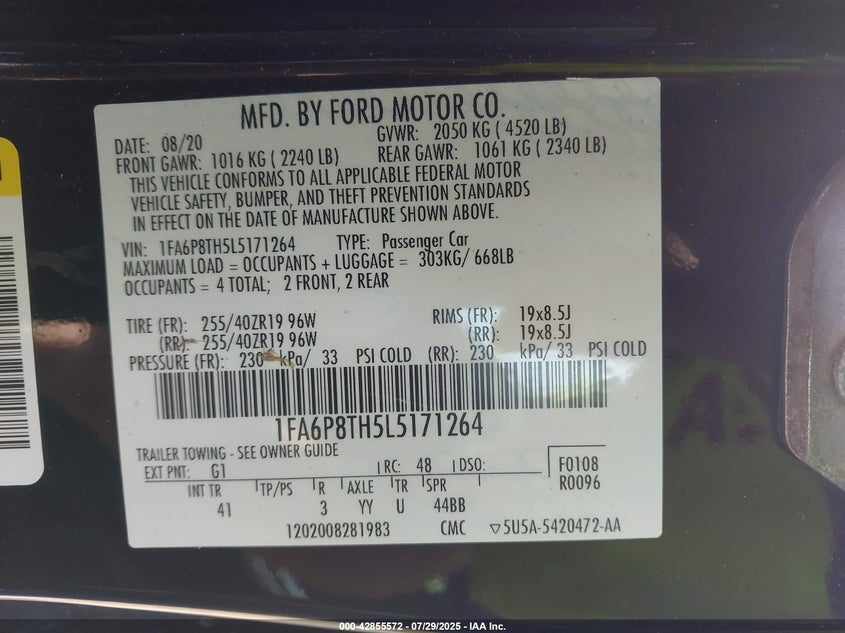 MFD. BY FORD MOTOR CO.
DATE: 08/20 GVWR: 2050 KG ( 4520 LB)
FRONT GAWR: 1016 KG ( 2240 LB) REAR GAWR: 1061 KG ( 2340 LB)
THIS VEHICLE CONFORMS TO ALL APPLICABLE FEDERAL MOTOR
VEHICLE SAFETY, BUMPER, AND THEFT PREVENTION STANDARDS
IN EFFECT ON THE DATE OF MANUFACTURE SHOWN ABOVE.
VIN: 1FA6P8TH5L5171264 TYPE: Passenger Car
MAXIMUM LOAD = OCCUPANTS + LUGGAGE = 303KG/ 668LB
OCCUPANTS = 4 TOTAL; 2 FRONT, 2 REAR
TIRE (FR): 255/40ZR19 96W RIMS (FR): 19x8.5J
(RR): 255/40ZR19 96W (RR): 19x8.5J
PRESSURE (FR): 230 kPa/ 33 PSI COLD (RR): 230 kPa/ 33 PSI COLD
1FA6P8TH5L5171264
TRAILER TOWING - SEE OWNER GUIDE
EXT PNT: G1 RC: 48 DSO: F0108
R0096
INT TR TP/PS R AXLE TR SPR
41 3 YY U 44BB
1202008281983 CMC ▽5U5A-5420472-AA
000-42855572 - 07/29/2025 - IAA Inc.